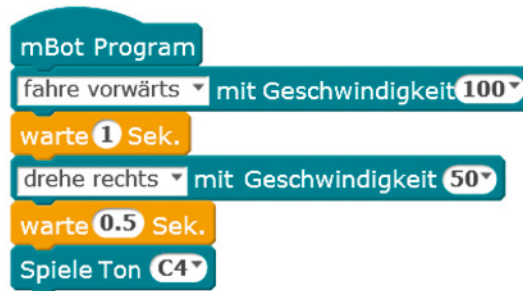 mBot Program
fahre vorwärts mit Geschwindigkeit 100
warte 1 Sek.
drehe rechts mit Geschwindigkeit 50
warte 0.5 Sek.
Spiele Ton C4